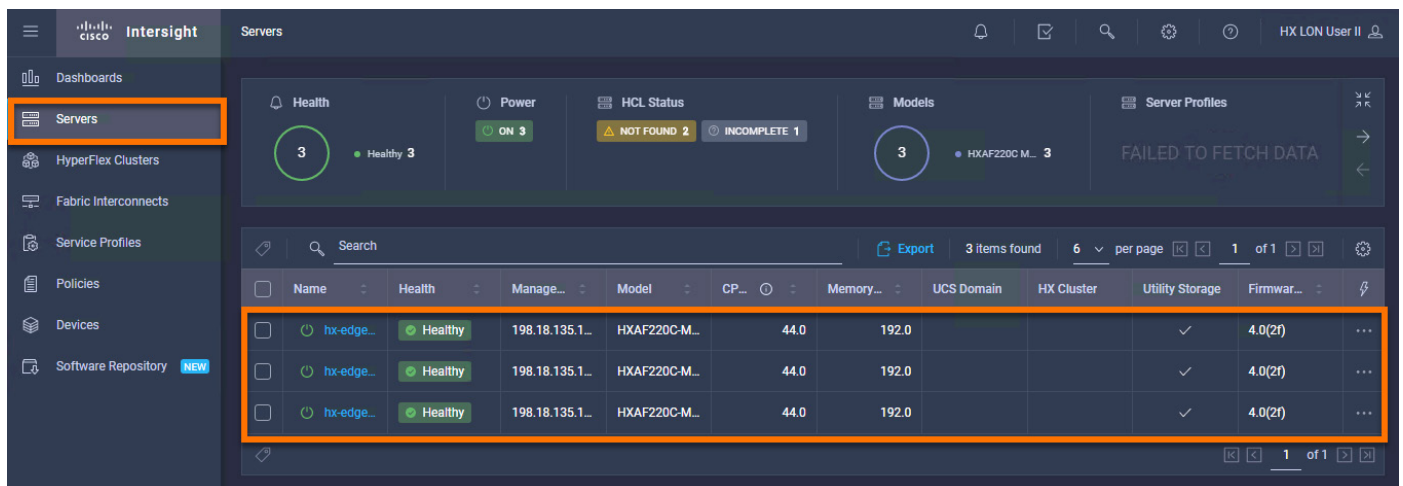 cisco Intersight
Servers
HX LON User II
Dashboards
Servers
HyperFlex Clusters
Fabric Interconnects
Service Profiles
Policies
Devices
Software Repository NEW
Health
3
Healthy 3
Power
ON 3
HCL Status
NOT FOUND 2 INCOMPLETE 1
Models
3
HXAF220C M... 3
Server Profiles
FAILED TO FETCH DATA
Search Export 3 items found 6 per page 1 of 1
Name Health Manage... Model CP... Memory... UCS Domain HX Cluster Utility Storage Firmwar...
hx-edge... Healthy 198.18.135.1... HXAF220C-M... 44.0 192.0 4.0(2f) ...
hx-edge... Healthy 198.18.135.1... HXAF220C-M... 44.0 192.0 4.0(2f) ...
hx-edge... Healthy 198.18.135.1... HXAF220C-M... 44.0 192.0 4.0(2f) ...
1 of 1